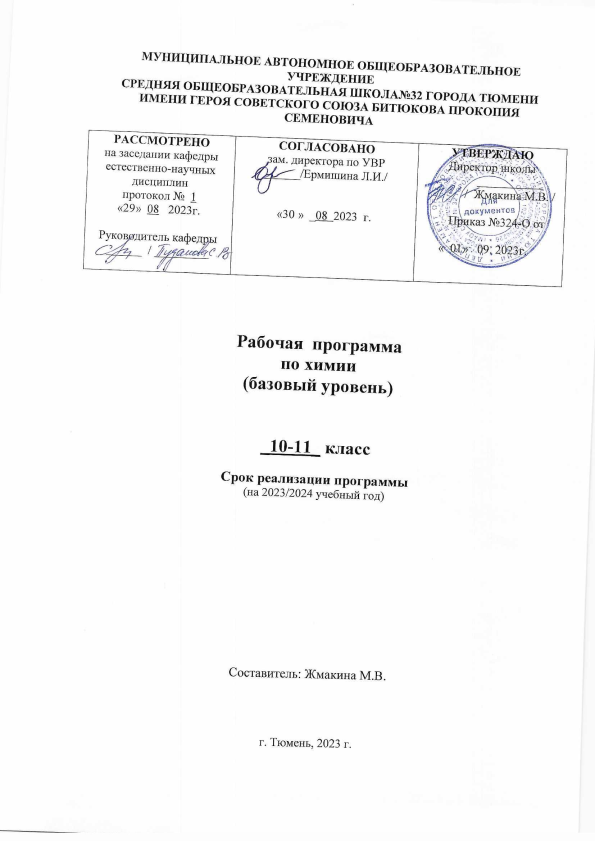 МУНИЦИПАЛЬНОЕ АВТОНОМНОЕ ОБЩЕОБРАЗОВАТЕЛЬНОЕ
УЧРЕЖДЕНИЕ
СРЕДНЯЯ ОБЩЕОБРАЗОВАТЕЛЬНАЯ ШКОЛА№32 ГОРОДА ТЮМЕНИ
ИМЕНИ ГЕРОЯ СОВЕТСКОГО СОЮЗА БИТЮКОВА ПРОКОПИЯ
СЕМЕНОВИЧА
РАССМОТРЕНО
на заседании кафедры
естественно-научных
дисциплин
протокол № 1
«29» 08 2023г.
Руководитель кафедры
СОГЛАСОВАНО
зам. директора по УВР
/Ермишина Л.И./
«30 » 08 2023 г.
УТВЕРЖДАЮ
Директор школы
Жмакина М.В. /
Для
документов
Приказ №324-О от
« 01» 09. 2023г.
Рабочая программа
по химии
(базовый уровень)
10-11 класс
Срок реализации программы
(на 2023/2024 учебный год)
Составитель: Жмакина М.В.
г. Тюмень, 2023 г.